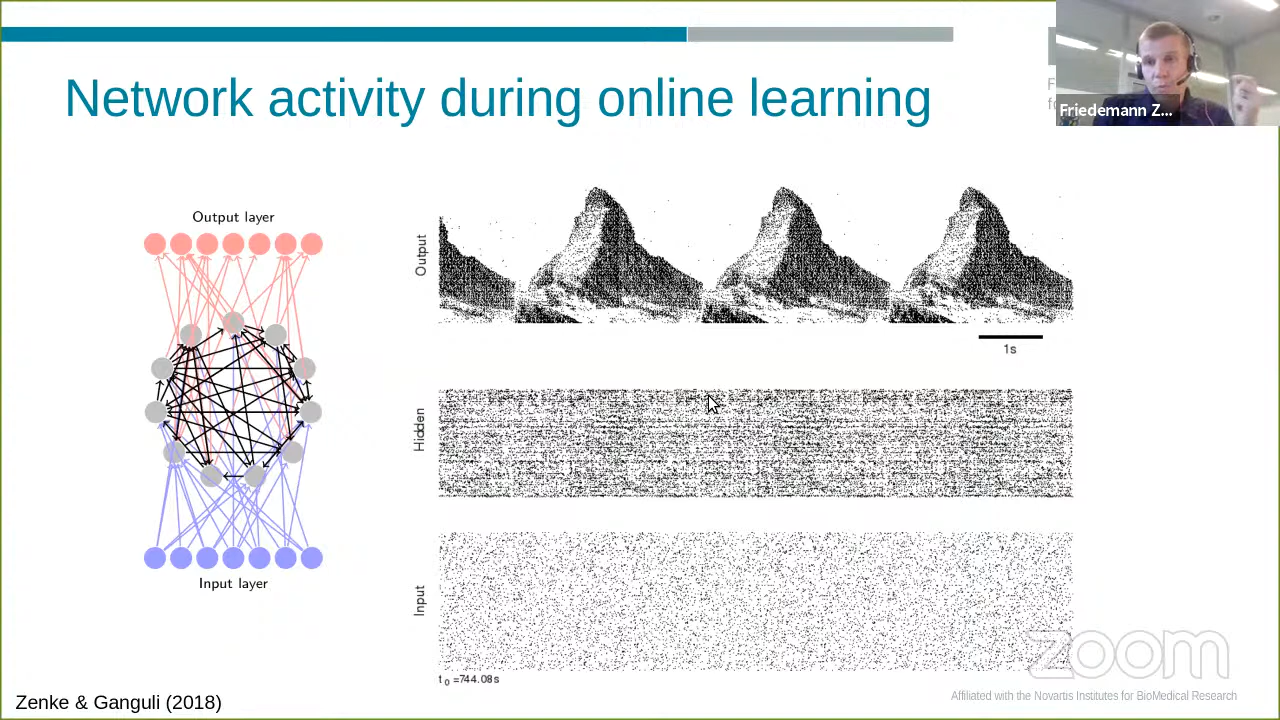 Network activity during online learning
Friedemann Z...
Output layer
Input layer
Output
1s
Hidden
Input
t 0 =744.08s
zoom
Zenke & Ganguli (2018)
Affiliated with the Novartis Institutes for BioMedical Research